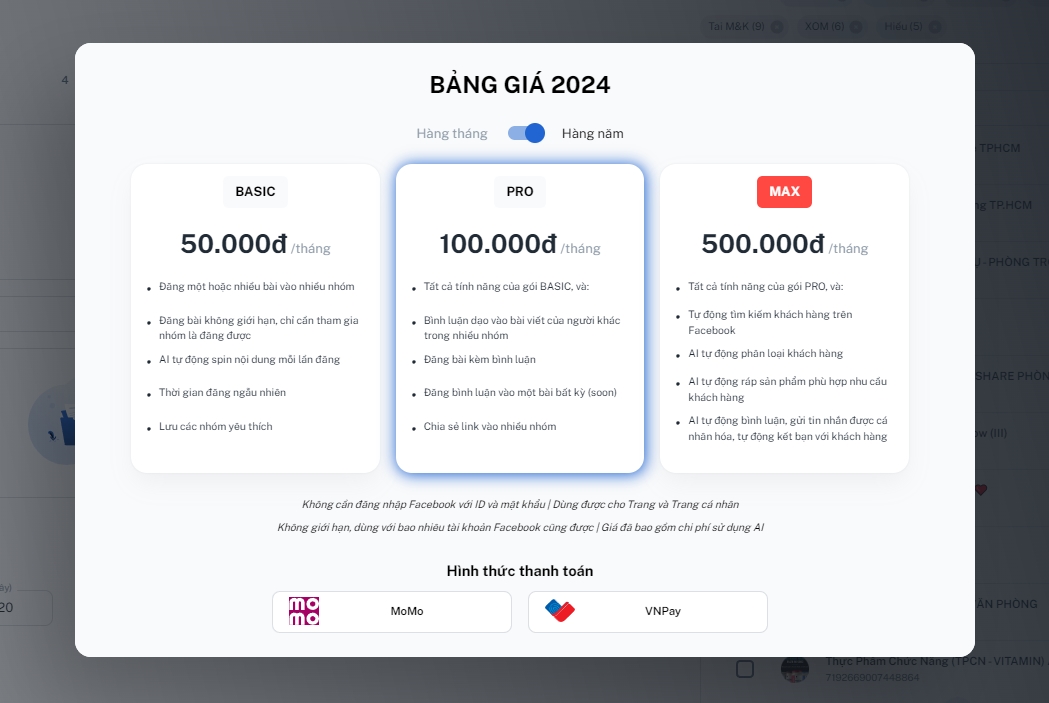 Tai M&K (9)
XOM (6)
Hiếu (5)
4
BẢNG GIÁ 2024
Hàng tháng
Hàng năm
BASIC
50.000đ /tháng
Đăng một hoặc nhiều bài vào nhiều nhóm
Đăng bài không giới hạn, chỉ cần tham gia
nhóm là đăng được
AI tự động spin nội dung mỗi lần đăng
Thời gian đăng ngẫu nhiên
Lưu các nhóm yêu thích
PRO
100.000đ /tháng
Tất cả tính năng của gói BASIC, và:
Bình luận dạo vào bài viết của người khác
trong nhiều nhóm
Đăng bài kèm bình luận
Đăng bình luận vào một bài bất kỳ (soon)
Chia sẻ link vào nhiều nhóm
MAX
500.000đ /tháng
Tất cả tính năng của gói PRO, và:
Tự động tìm kiếm khách hàng trên
Facebook
AI tự động phân loại khách hàng
AI tự động ráp sản phẩm phù hợp nhu cầu
khách hàng
AI tự động bình luận, gửi tin nhắn được cá
nhân hóa, tự động kết bạn với khách hàng
Không cần đăng nhập Facebook với ID và mật khẩu | Dùng được cho Trang và Trang cá nhân
Không giới hạn, dùng với bao nhiêu tài khoản Facebook cũng được | Giá đã bao gồm chi phí sử dụng AI
Hình thức thanh toán
momo
MoMo
VNPay
TPHCM
TP.HCM
- PHÒNG
SHARE
(III)
PHÒNG
20
Thực Phẩm Chức Năng (TPCN - VITAMIN)
7192669007448864